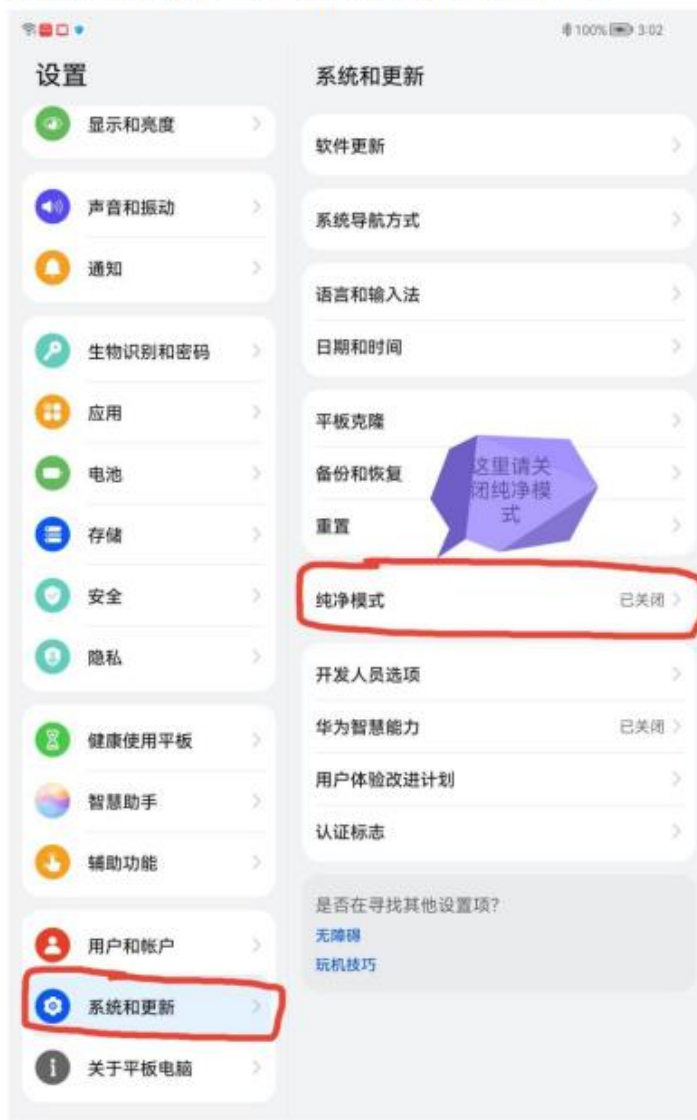 100% 3:02
设置
显示和亮度
声音和振动
通知
生物识别和密码
应用
电池
存储
安全
隐私
健康使用平板
智慧助手
辅助功能
用户和帐户
系统和更新
关于平板电脑
系统和更新
软件更新
系统导航方式
语言和输入法
日期和时间
平板克隆
备份和恢复
重置
这里请关
闭纯净模
式
纯净模式 已关闭
开发人员选项
华为智慧能力 已关闭
用户体验改进计划
认证标志
是否在寻找其他设置项?
无障碍
玩机技巧